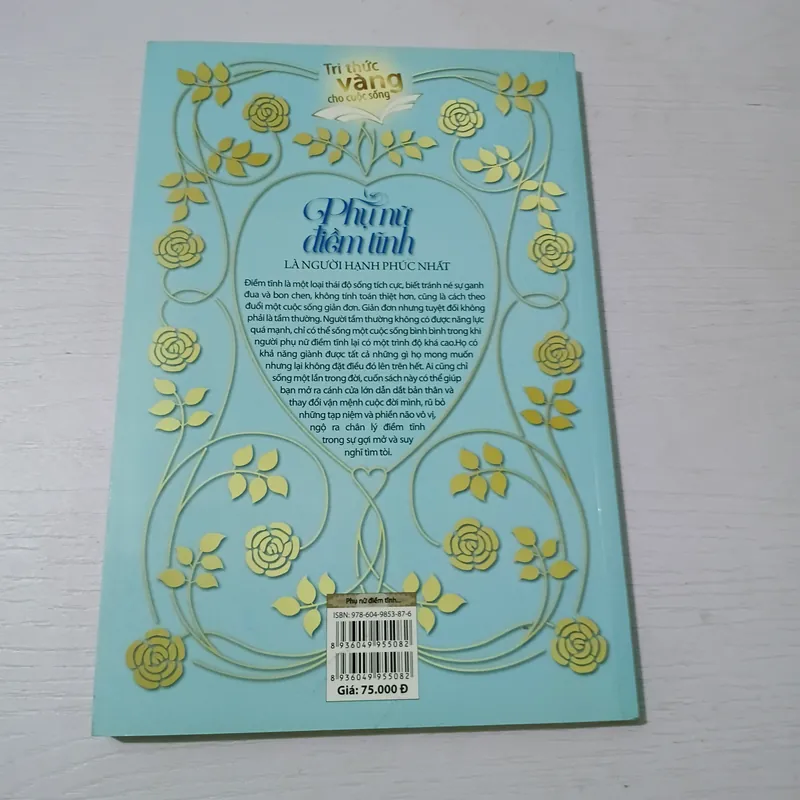 Tri thức
vàng
cho cuộc sống
Phụ nữ
điềm tĩnh
LÀ NGƯỜI HẠNH PHÚC NHẤT
Điềm tĩnh là một loại thái độ sống tích cực, biết tránh né sự ganh
đua và bon chen, không tính toán thiệt hơn, cũng là cách theo
đuổi một cuộc sống giản đơn. Giản đơn nhưng tuyệt đối không
phải là tầm thường. Người tầm thường không có được năng lực
quá mạnh, chỉ có thể sống một cuộc sống bình bình trong khi
người phụ nữ điềm tĩnh lại có một trình độ khá cao.Họ có
khả năng giành được tất cả những gì họ mong muốn
nhưng lại không đặt điều đó lên trên hết. Ai cũng chỉ
sống một lần trong đời, cuốn sách này có thể giúp
bạn mở ra cánh cửa lớn dẫn dắt bản thân và
thay đổi vận mệnh cuộc đời mình, rũ bỏ
những tạp niệm và phiền não vô vị,
ngộ ra chân lý điềm tĩnh
trong sự gợi mở và suy
nghĩ tìm tòi.
Phụ nữ điềm tĩnh...
ISBN: 978-604-9853-87-6
8 936049 955082
8 936049 955082
Giá: 75.000 Đ